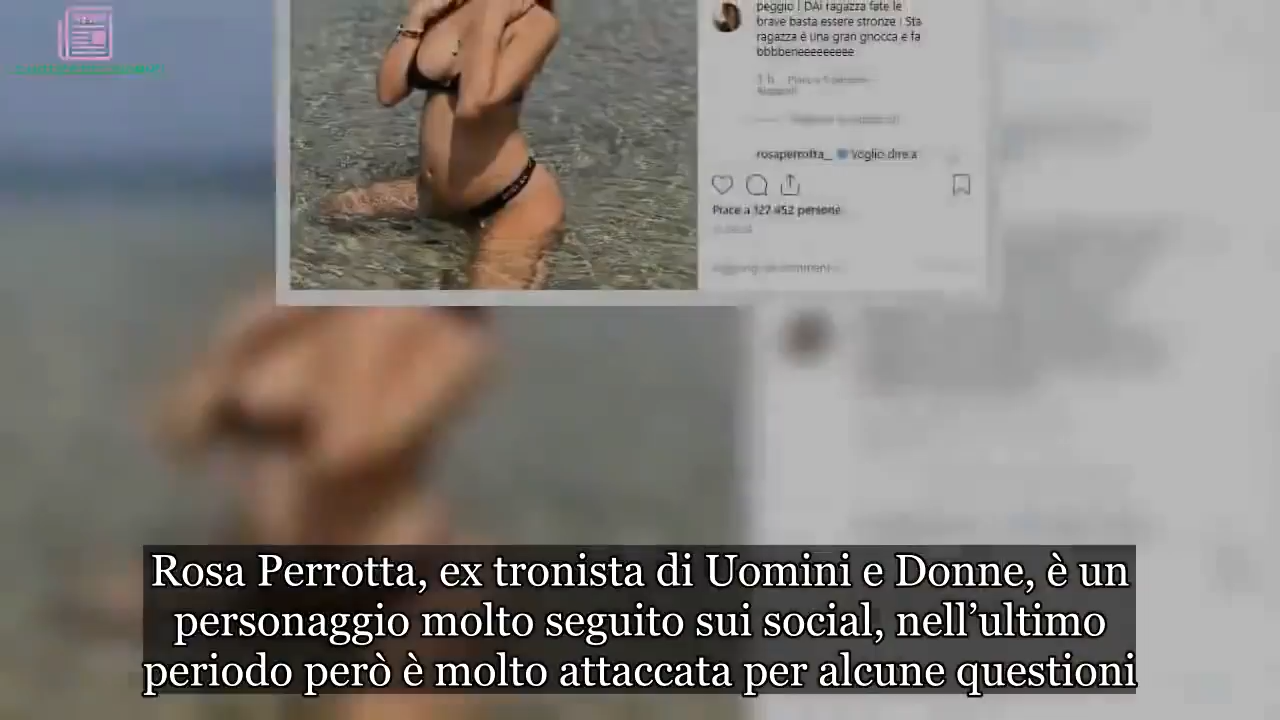 peggio ! DAi ragazza fate le
brave basta essere stronze ! Sta
ragazza è una gran gnocca e fa
bbbbeneeeeeeeee
rosaperrotta_ Voglio dire a
Piace a 127.452 persone
Rosa Perrotta, ex tronista di Uomini e Donne, è un
personaggio molto seguito sui social, nell’ultimo
periodo però è molto attaccata per alcune questioni